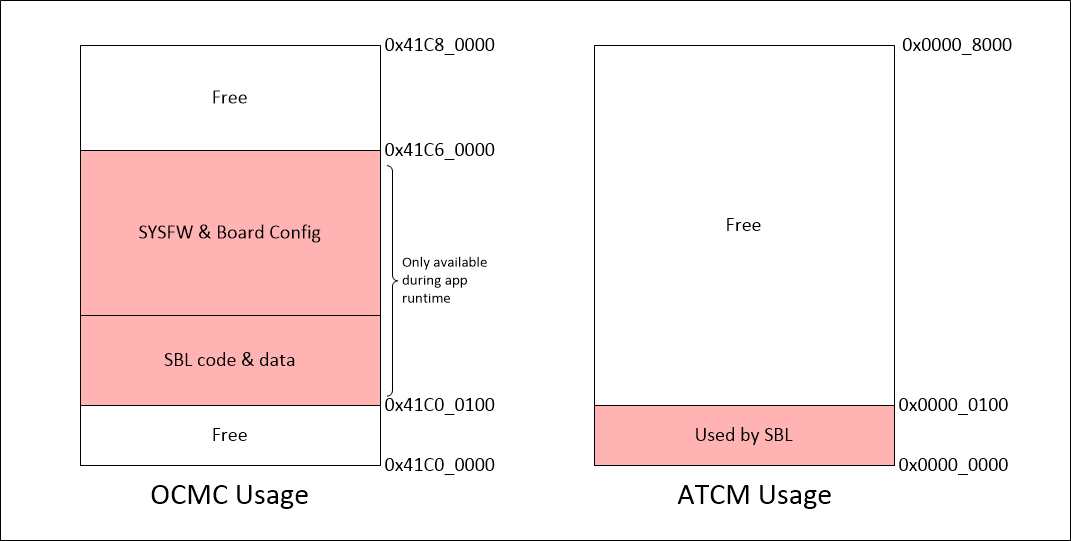 0x41C8_0000
Free
0x41C6_0000
SYSFW & Board Config
Only available
during app
runtime
SBL code & data
0x41C0_0100
Free
0x41C0_0000
OCMC Usage
0x0000_8000
Free
0x0000_0100
Used by SBL
0x0000_0000
ATCM Usage